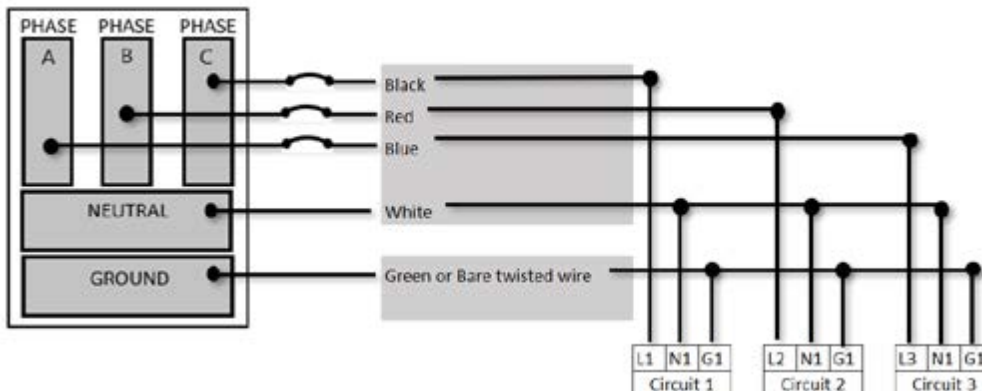 PHASE PHASE PHASE
A B C
Black
Red
Blue
NEUTRAL
White
GROUND
Green or Bare twisted wire
L1 N1 G1 L2 N1 G1 L3 N1 G1
Circuit 1 Circuit 2 Circuit 3